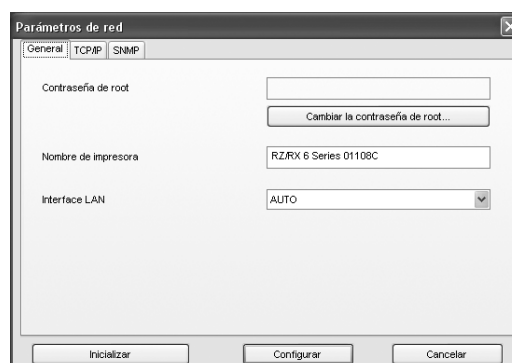 Parámetros de red
General TCP/IP SNMP
Contraseña de root
Cambiar la contraseña de root...
Nombre de impresora RZ/RX 6 Series 01108C
Interface LAN AUTO
Inicializar Configurar Cancelar